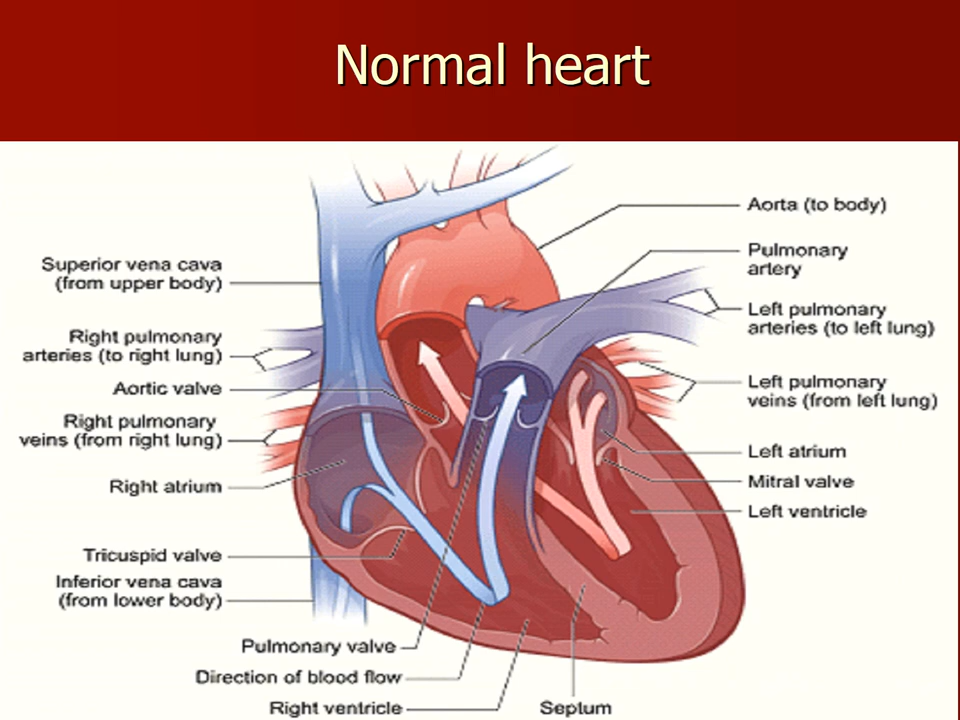 Normal heart
Superior vena cava
(from upper body)
Right pulmonary
arteries (to right lung)
Aortic valve
Right pulmonary
veins (from right lung)
Right atrium
Tricuspid valve
Inferior vena cava
(from lower body)
Pulmonary valve
Direction of blood flow
Right ventricle
Septum
Aorta (to body)
Pulmonary
artery
Left pulmonary
arteries (to left lung)
Left pulmonary
veins (from left lung)
Left atrium
Mitral valve
Left ventricle